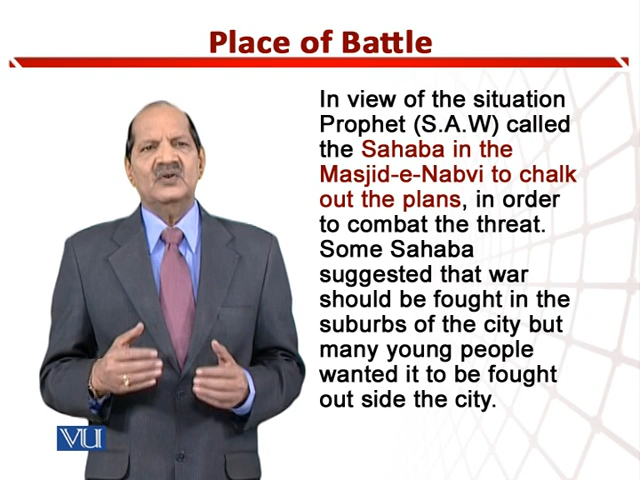 Place of Battle
In view of the situation
Prophet (S.A.W) called
the Sahaba in the
Masjid-e-Nabvi to chalk
out the plans, in order
to combat the threat.
Some Sahaba
suggested that war
should be fought in the
suburbs of the city but
many young people
wanted it to be fought
out side the city.
VU